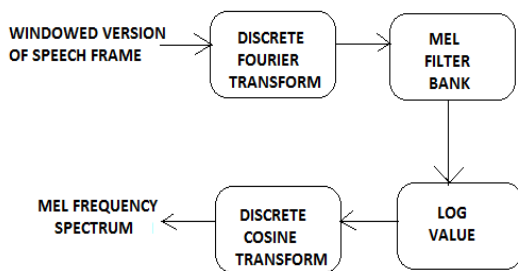 WINDOWED VERSION
OF SPEECH FRAME
DISCRETE
FOURIER
TRANSFORM
MEL
FILTER
BANK
LOG
VALUE
DISCRETE
COSINE
TRANSFORM
MEL FREQUENCY
SPECTRUM